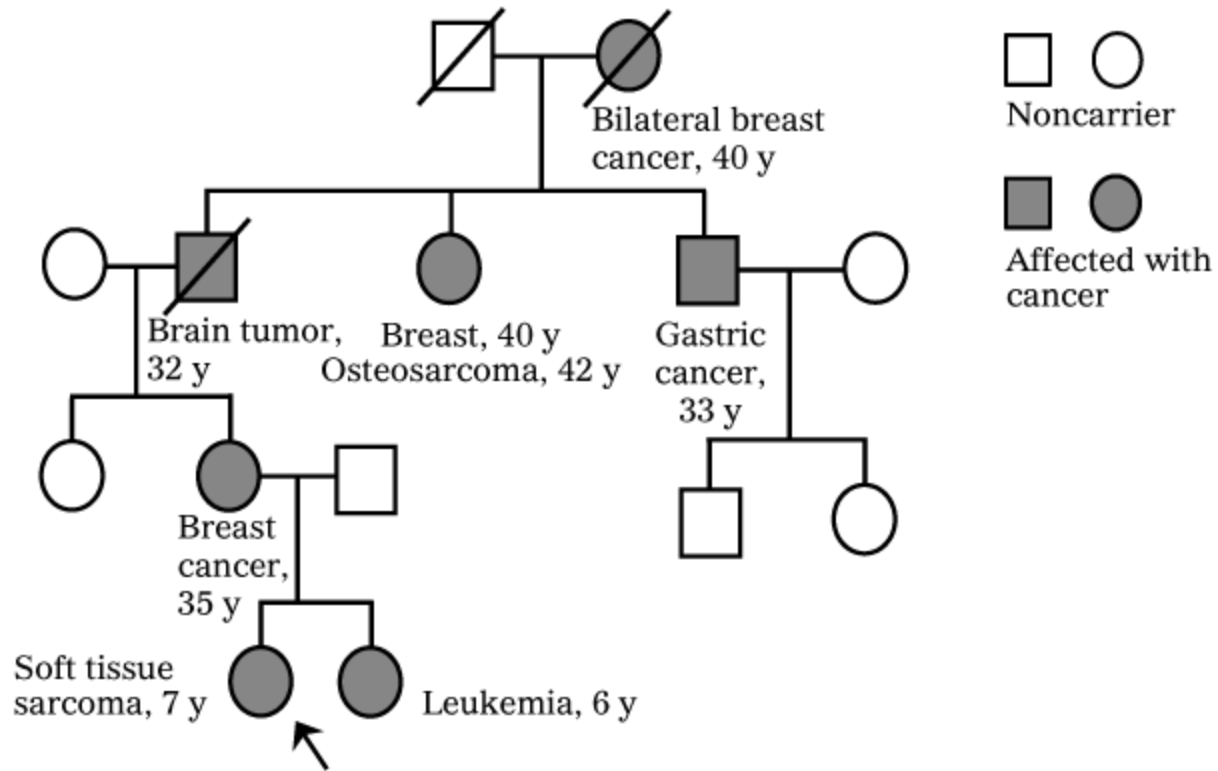 Bilateral breast
cancer, 40 y
Noncarrier
Affected with
cancer
Brain tumor,
32 y
Breast, 40 y
Osteosarcoma, 42 y
Gastric
cancer,
33 y
Breast
cancer,
35 y
Soft tissue
sarcoma, 7 y
Leukemia, 6 y